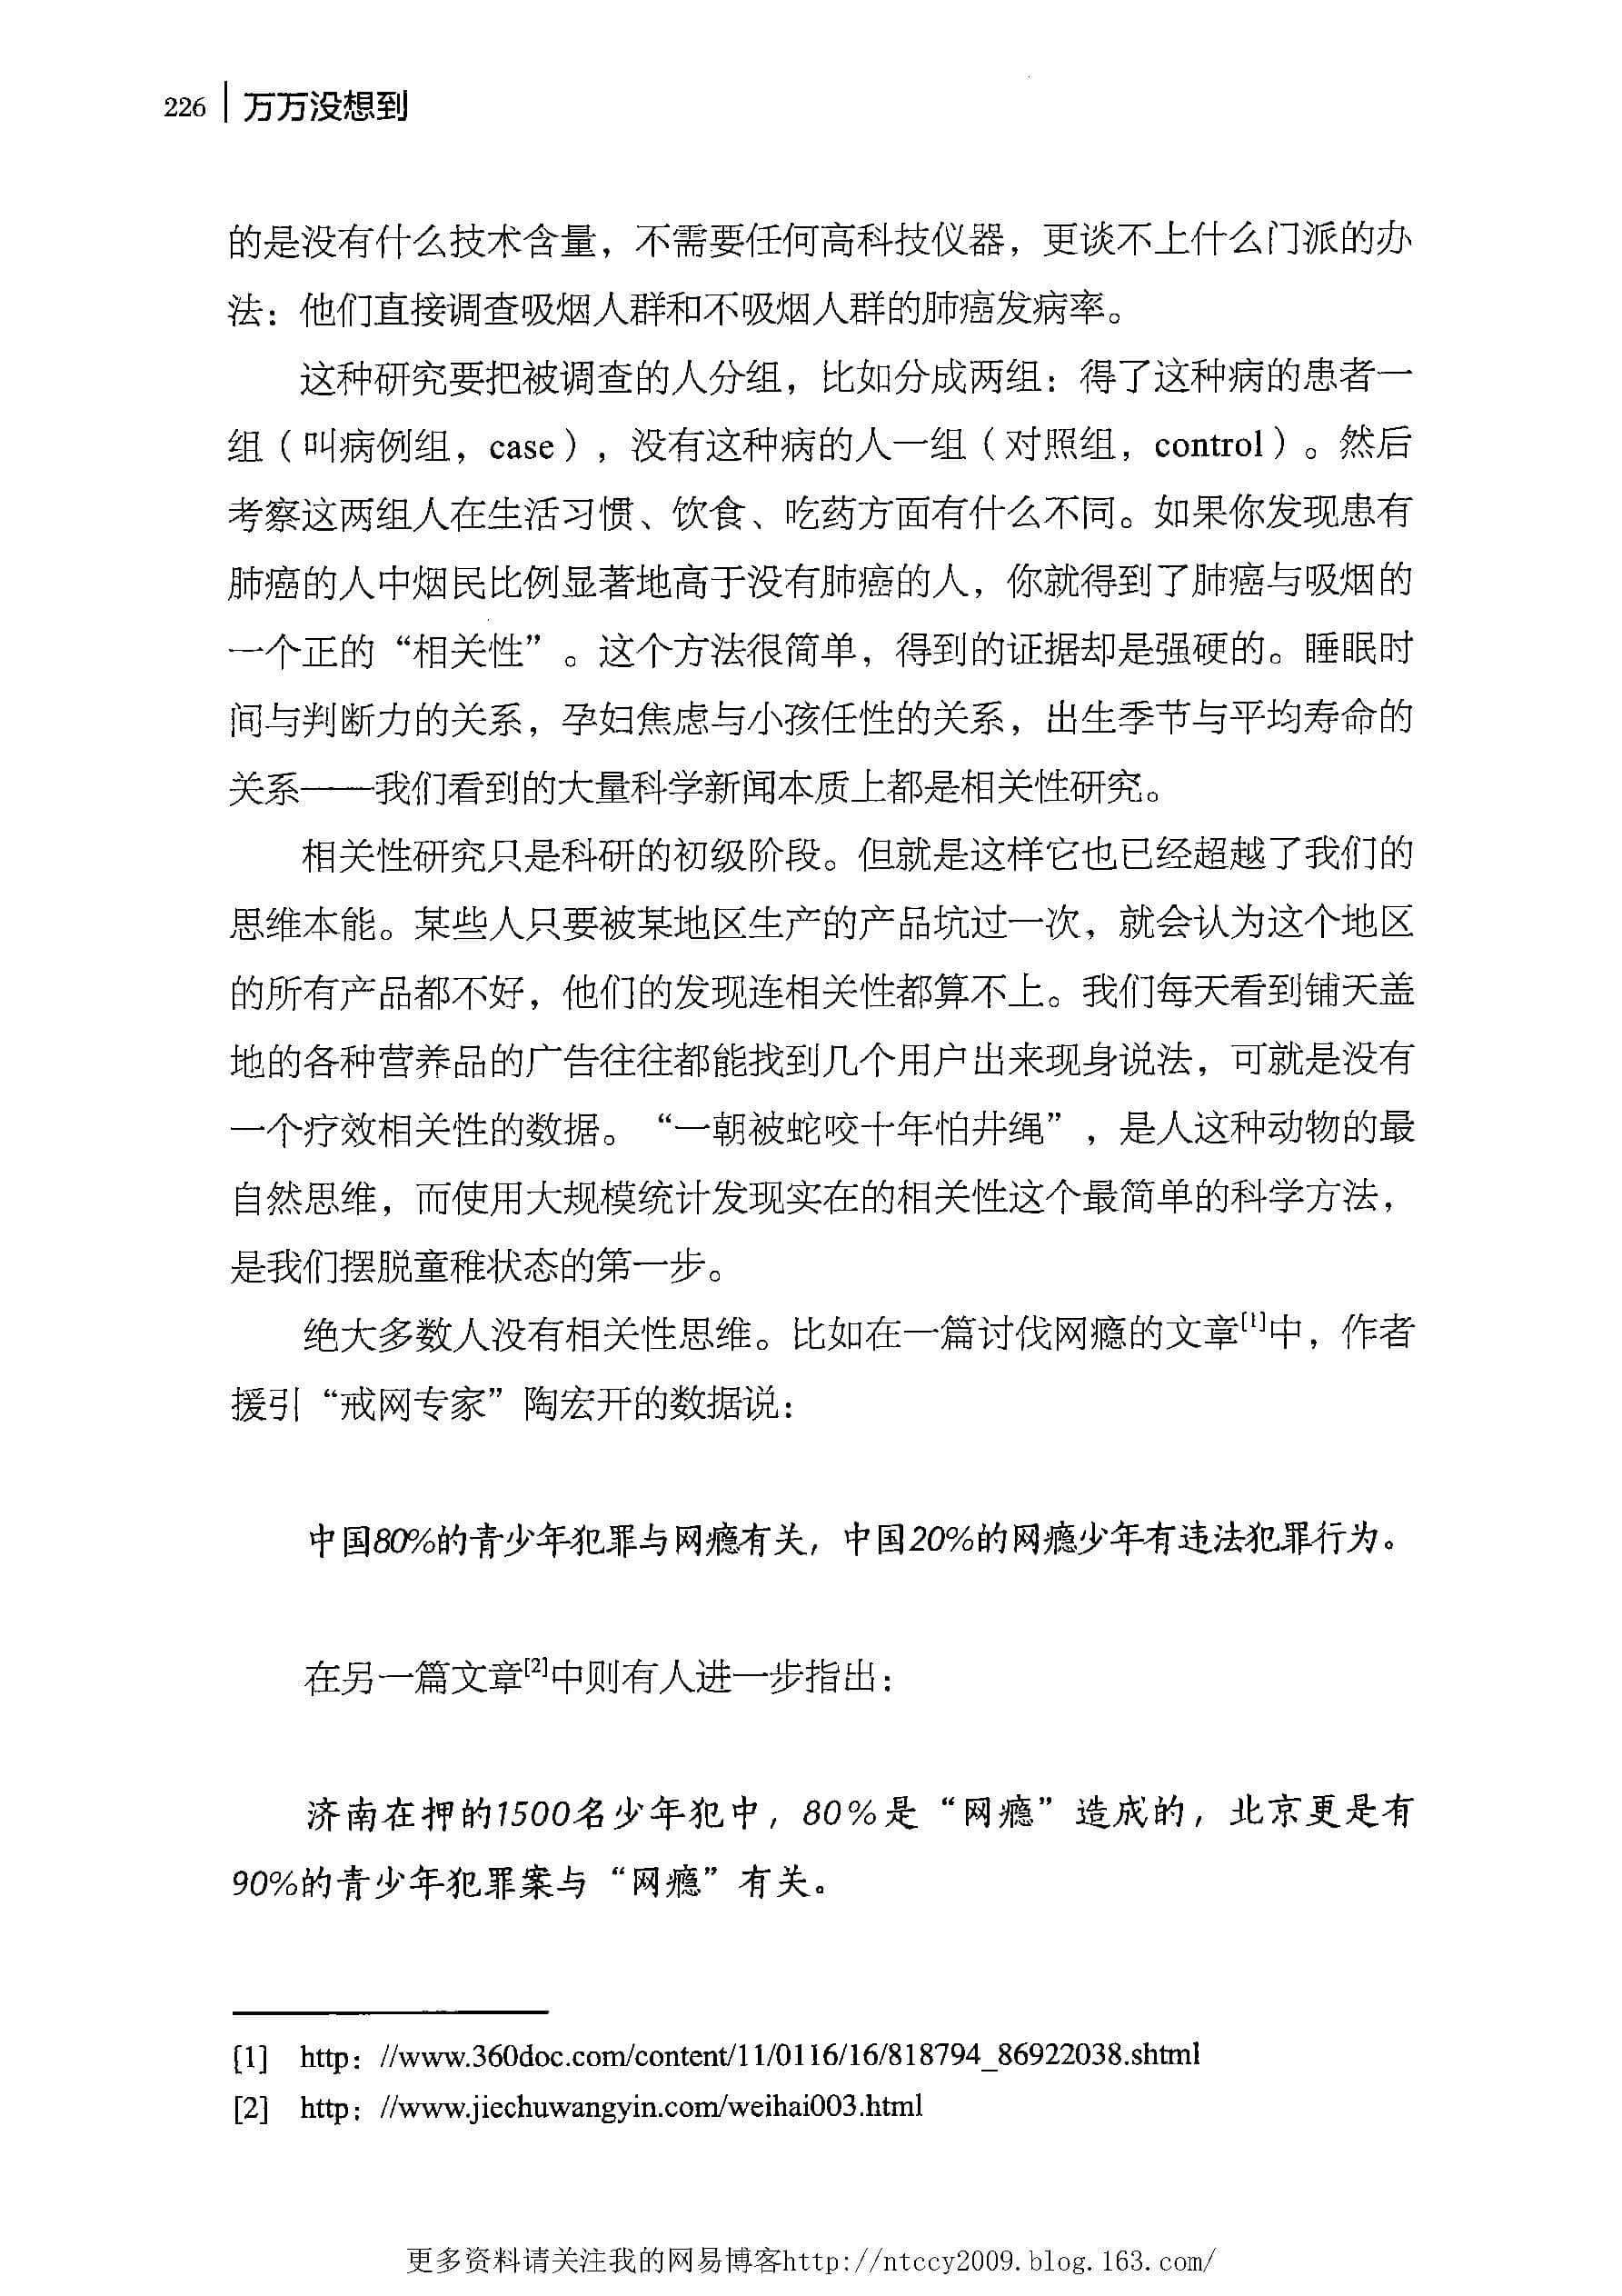 226 万万没想到
的是没有什么技术含量，不需要任何高科技仪器，更谈不上什么门派的办
法：他们直接调查吸烟人群和不吸烟人群的肺癌发病率。
这种研究要把被调查的人分组，比如分成两组：得了这种病的患者一
组（叫病例组，case），没有这种病的人一组（对照组，control）。然后
考察这两组人在生活习惯、饮食、吃药方面有什么不同。如果你发现患有
肺癌的人中烟民比例显著地高于没有肺癌的人，你就得到了肺癌与吸烟的
一个正的“相关性”。这个方法很简单，得到的证据却是强硬的。睡眠时
间与判断力的关系，孕妇焦虑与小孩任性的关系，出生季节与平均寿命的
关系——我们看到的大量科学新闻本质上都是相关性研究。
相关性研究只是科研的初级阶段。但就是这样它也已经超越了我们的
思维本能。某些人只要被某地区生产的产品坑过一次，就会认为这个地区
的所有产品都不好，他们的发现连相关性都算不上。我们每天看到铺天盖
地的各种营养品的广告往往都能找到几个用户出来现身说法，可就是没有
一个疗效相关性的数据。“一朝被蛇咬十年怕井绳”，是人这种动物的最
自然思维，而使用大规模统计发现实在的相关性这个最简单的科学方法，
是我们摆脱童稚状态的第一步。
绝大多数人没有相关性思维。比如在一篇讨伐网瘾的文章[1]中，作者
援引“戒网专家”陶宏开的数据说：
中国80%的青少年犯罪与网瘾有关，中国20%的网瘾少年有违法犯罪行为。
在另一篇文章[2]中则有人进一步指出：
济南在押的1500名少年犯中，80%是“网瘾”造成的，北京更是有
90%的青少年犯罪案与“网瘾”有关。
[1] http：//www.360doc.com/content/11/0116/16/818794_86922038.shtml
[2] http：//www.jiechuwangyin.com/weihai003.html
更多资料请关注我的网易博客http://ntccy2009.blog.163.com/